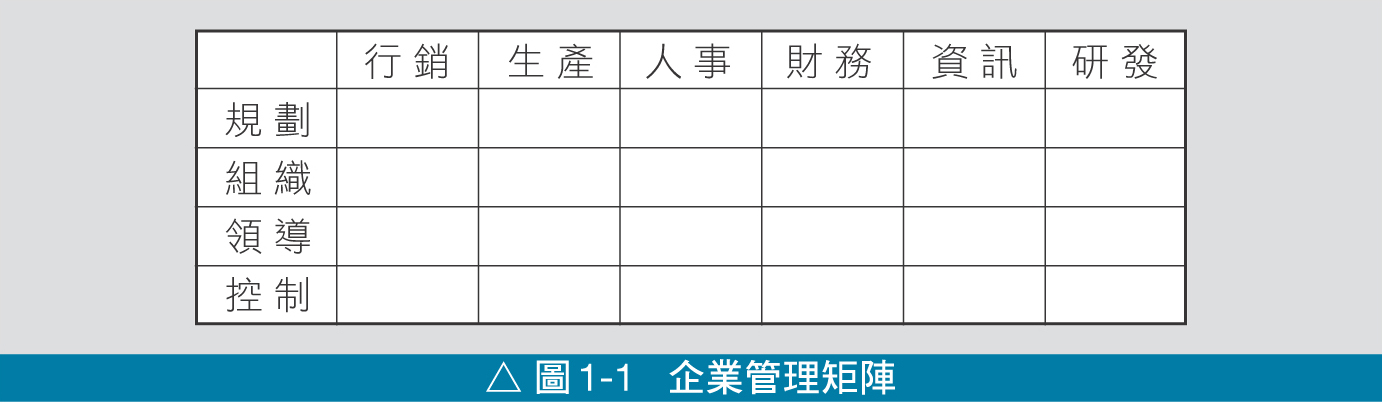 行銷 生產 人事 財務 資訊 研發
規劃
組織
領導
控制
△ 圖 1-1 企業管理矩陣